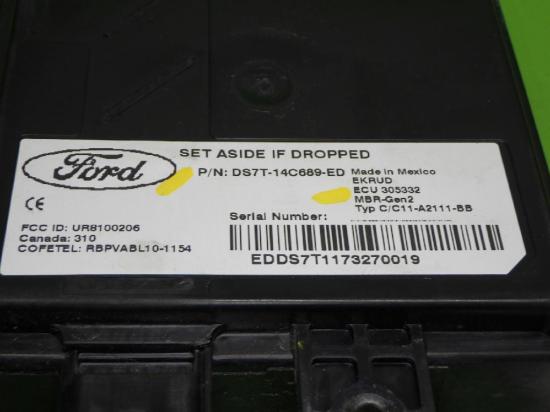 Ford
SET ASIDE IF DROPPED
P/N: DS7T-14C689-ED
Made in Mexico
EKRUD
ECU 305332
MBR-Gen2
Typ C/C11-A2111-BB
CE
Serial Number:
FCC ID: UR8100206
Canada: 310
COFETEL: RBPVABL10-1154
EDDS7T1173270019